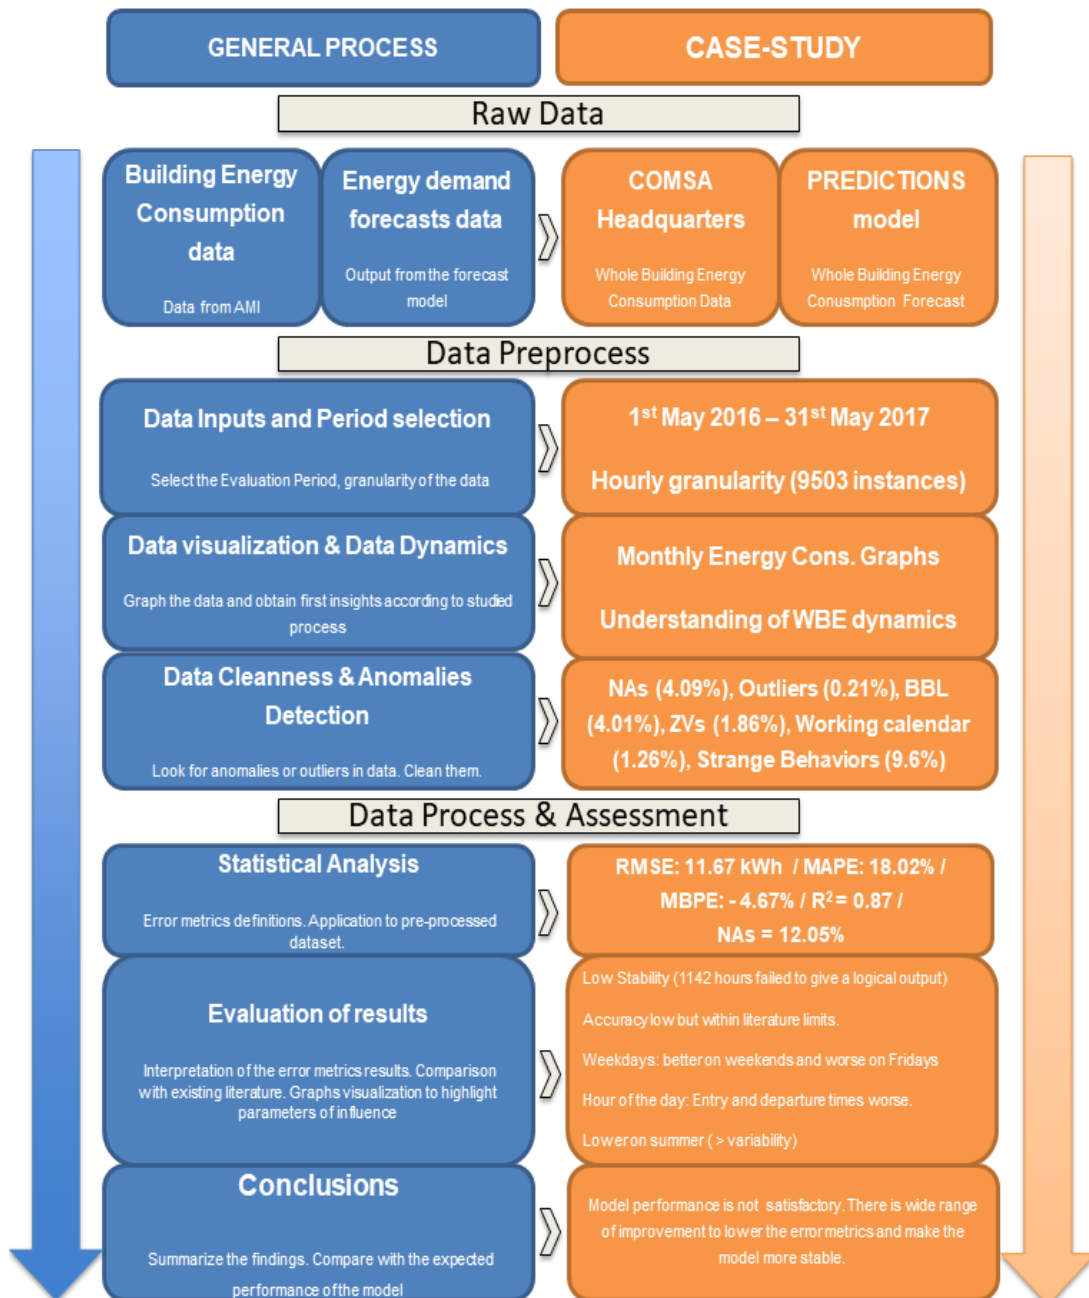 GENERAL PROCESS
CASE-STUDY
Raw Data
Building Energy
Consumption
data
Data from AMI
Energy demand
forecasts data
Output from the forecast
model
COMSA
Headquarters
Whole Building Energy
Consumption Data
PREDICTIONS
model
Whole Building Energy
Conusmption Forecast
Data Preprocess
Data Inputs and Period selection
Select the Evaluation Period, granularity of the data
1st May 2016 – 31st May 2017
Hourly granularity (9503 instances)
Data visualization & Data Dynamics
Graph the data and obtain first insights according to studied
process
Monthly Energy Cons. Graphs
Understanding of WBE dynamics
Data Cleanness & Anomalies
Detection
Look for anomalies or outliers in data. Clean them.
NAs (4.09%), Outliers (0.21%), BBL
(4.01%), ZVs (1.86%), Working calendar
(1.26%), Strange Behaviors (9.6%)
Data Process & Assessment
Statistical Analysis
Error metrics definitions. Application to pre-processed
dataset.
RMSE: 11.67 kWh / MAPE: 18.02% /
MBPE: - 4.67% / R² = 0.87 /
NAs = 12.05%
Evaluation of results
Interpretation of the error metrics results. Comparison
with existing literature. Graphs visualization to highlight
parameters of influence
Low Stability (1142 hours failed to give a logical output)
Accuracy low but within literature limits.
Weekdays: better on weekends and worse on Fridays
Hour of the day: Entry and departure times worse.
Lower on summer ( > variability)
Conclusions
Summarize the findings. Compare with the expected
performance of the model
Model performance is not satisfactory. There is wide range
of improvement to lower the error metrics and make the
model more stable.